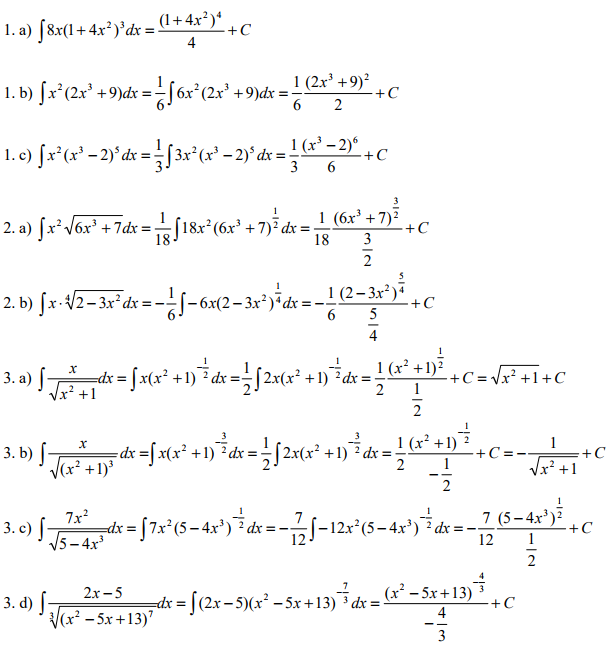 1. a) ∫8x(1+4x²)³dx = (1+4x²)⁴/4 + C
1. b) ∫x²(2x³+9)dx = 1/6 ∫6x²(2x³+9)dx = 1/6 (2x³+9)²/2 + C
1. c) ∫x²(x³−2)⁵dx = 1/3 ∫3x²(x³−2)⁵dx = 1/3 (x³−2)⁶/6 + C
2. a) ∫x²√(6x³+7)dx = 1/18 ∫18x²(6x³+7)^(1/2)dx = 1/18 (6x³+7)^(3/2)/(3/2) + C
2. b) ∫x·∜(2−3x²)dx = −1/6 ∫−6x(2−3x²)^(1/4)dx = −1/6 (2−3x²)^(5/4)/(5/4) + C
3. a) ∫x/√(x²+1)dx = ∫x(x²+1)^(−1/2)dx = 1/2 ∫2x(x²+1)^(−1/2)dx = 1/2 (x²+1)^(1/2)/(1/2) + C = √(x²+1) + C
3. b) ∫x/√((x²+1)³)dx = ∫x(x²+1)^(−3/2)dx = 1/2 ∫2x(x²+1)^(−3/2)dx = 1/2 (x²+1)^(−1/2)/(−1/2) + C = −1/√(x²+1) + C
3. c) ∫7x²/√(5−4x³)dx = ∫7x²(5−4x³)^(−1/2)dx = −7/12 ∫−12x²(5−4x³)^(−1/2)dx = −7/12 (5−4x³)^(1/2)/(1/2) + C
3. d) ∫(2x−5)/∛((x²−5x+13)⁷)dx = ∫(2x−5)(x²−5x+13)^(−7/3)dx = (x²−5x+13)^(−4/3)/(−4/3) + C